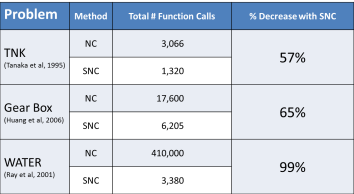 Problem Method Total # Function Calls % Decrease with SNC
TNK
(Tanaka et al, 1995)
NC 3,066
SNC 1,320
57%
Gear Box
(Huang et al, 2006)
NC 17,600
SNC 6,205
65%
WATER
(Ray et al, 2001)
NC 410,000
SNC 3,380
99%